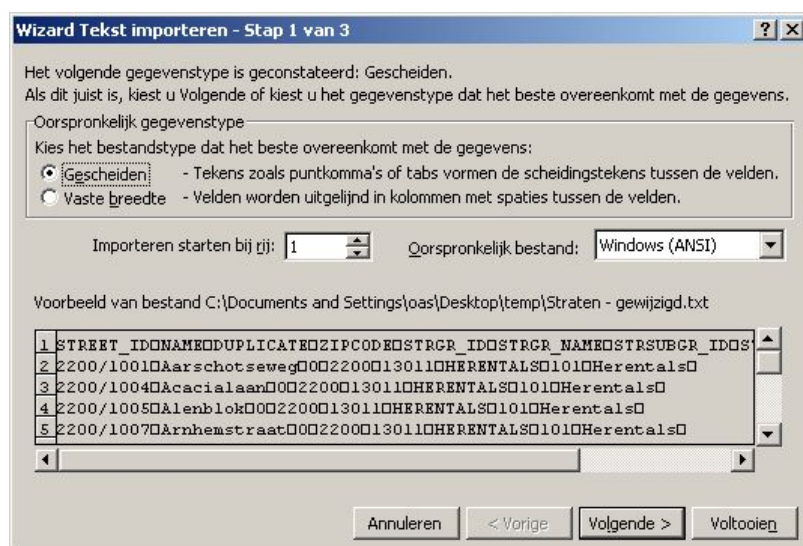 Wizard Tekst importeren - Stap 1 van 3
Het volgende gegevenstype is geconstateerd: Gescheiden.
Als dit juist is, kiest u Volgende of kiest u het gegevenstype dat het beste overeenkomt met de gegevens.
Oorspronkelijk gegevenstype
Kies het bestandstype dat het beste overeenkomt met de gegevens:
Gescheiden - Tekens zoals puntkomma's of tabs vormen de scheidingstekens tussen de velden.
Vaste breedte - Velden worden uitgelijnd in kolommen met spaties tussen de velden.
Importeren starten bij rij: 1 Oorspronkelijk bestand: Windows (ANSI)
Voorbeeld van bestand C:\Documents and Settings\oas\Desktop\temp\Straten - gewijzigd.txt
1 STREET_ID□NAME□DUPLICATE□ZIPCODE□STRGR_ID□STRGR_NAME□STRSUBGR_ID□S
2 2200/1001□Aarschotseweg□0□2200□13011□HERENTALS□101□Herentals□
3 2200/1004□Acacialaan□0□2200□13011□HERENTALS□101□Herentals□
4 2200/1005□Alenblok□0□2200□13011□HERENTALS□101□Herentals□
5 2200/1007□Arnhemstraat□0□2200□13011□HERENTALS□101□Herentals□
Annuleren < Vorige Volgende > Voltooien